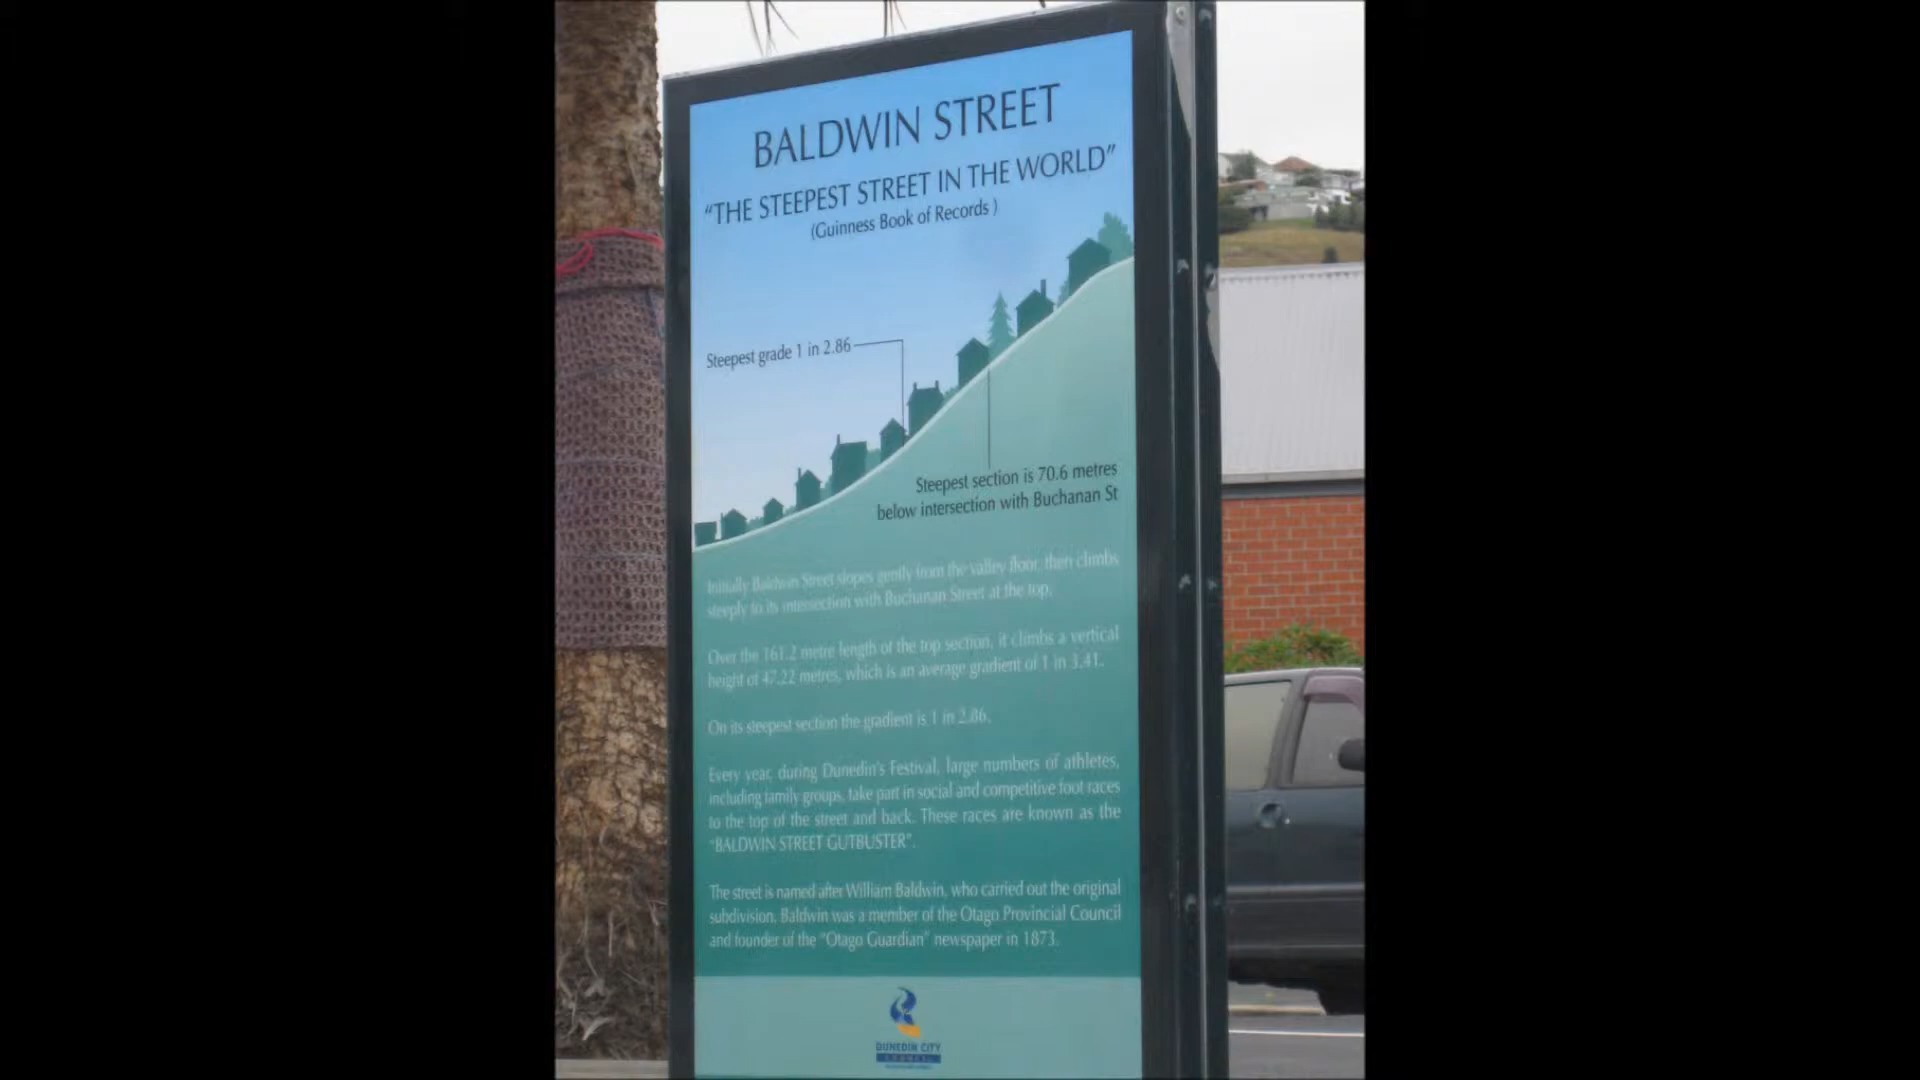 BALDWIN STREET
"THE STEEPEST STREET IN THE WORLD"
(Guinness Book of Records )
Steepest grade 1 in 2.86
Steepest section is 70.6 metres
below intersection with Buchanan St
Initially Baldwin Street slopes gently from the valley floor, then climbs
steeply to its intersection with Buchanan Street at the top.
Over the 161.2 metre length of the top section, it climbs a vertical
height of 47.22 metres, which is an average gradient of 1 in 3.41.
On its steepest section the gradient is 1 in 2.86.
Every year, during Dunedin's Festival, large numbers of athletes,
including family groups, take part in social and competitive foot races
to the top of the street and back. These races are known as the
"BALDWIN STREET GUTBUSTER".
The street is named after William Baldwin, who carried out the original
subdivision. Baldwin was a member of the Otago Provincial Council
and founder of the "Otago Guardian" newspaper in 1873.
DUNEDIN CITY
COUNCIL